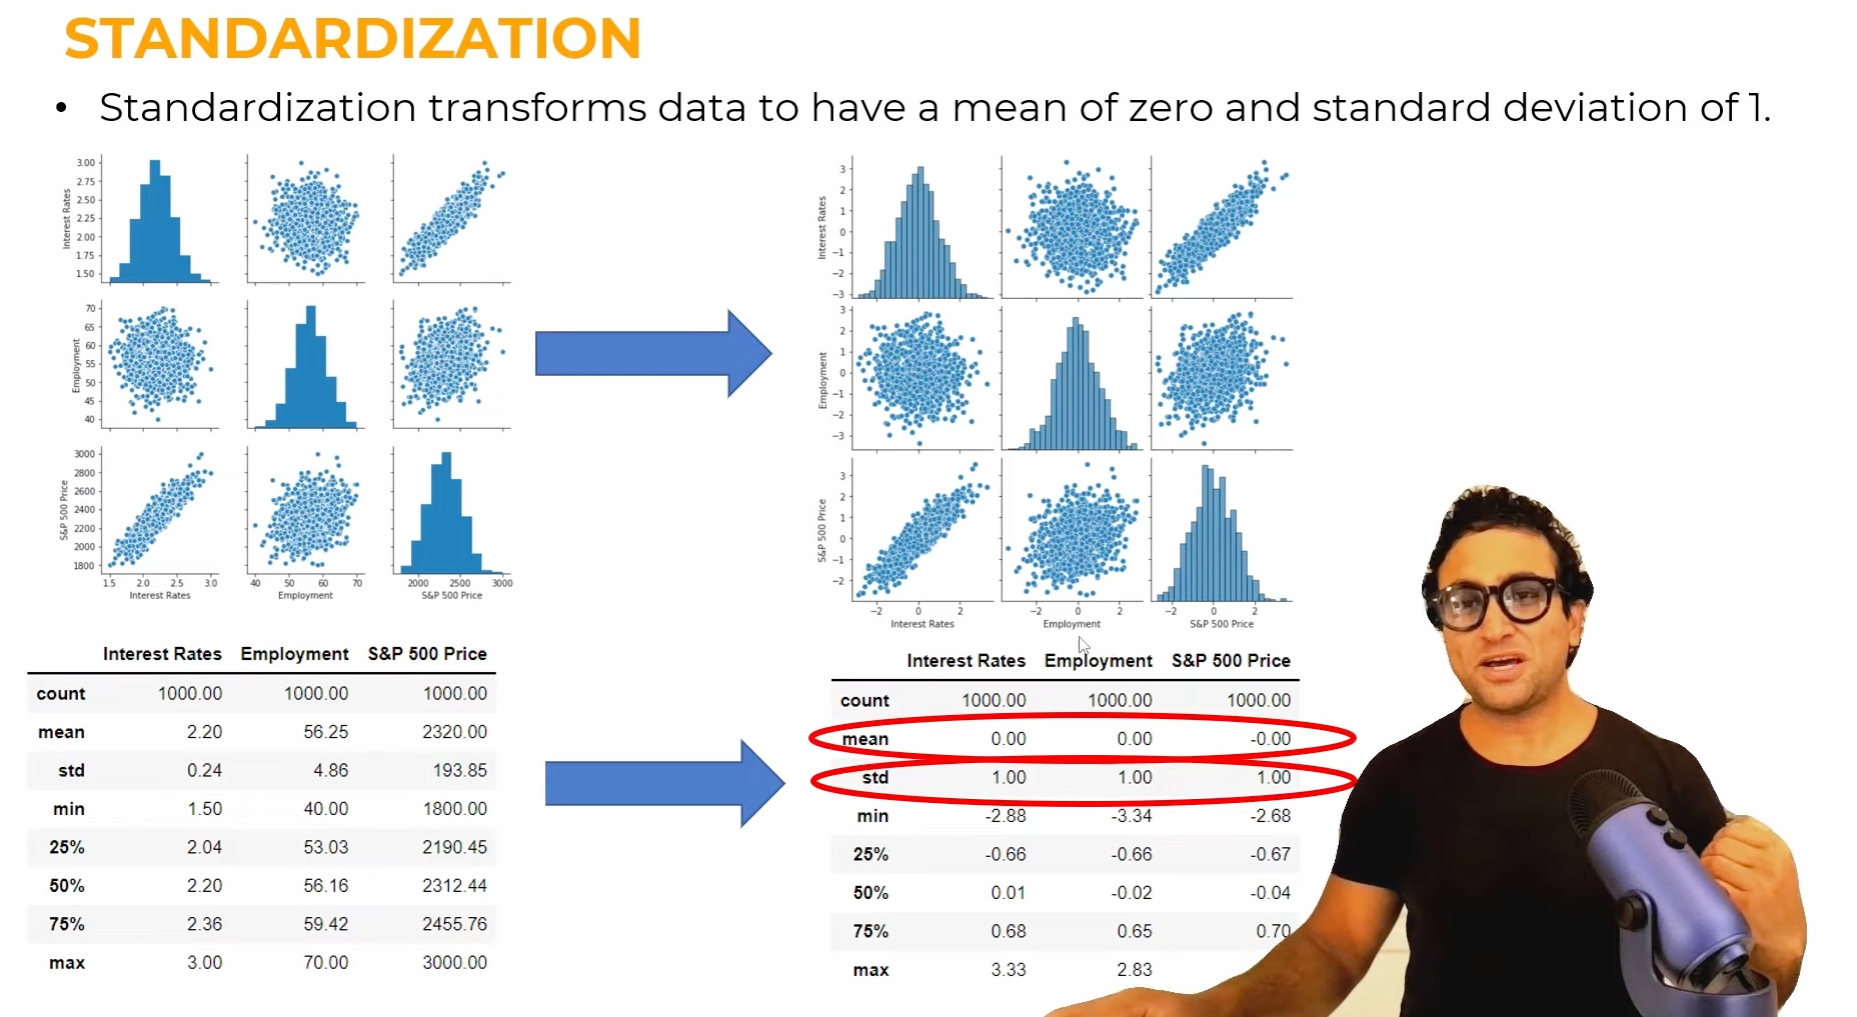 STANDARDIZATION
• Standardization transforms data to have a mean of zero and standard deviation of 1.
3.00
2.75
2.50
2.25
2.00
1.75
1.50
Interest Rates
70
65
60
55
50
45
40
Employment
3000
2800
2600
2400
2200
2000
1800
S&P 500 Price
1.5 2.0 2.5 3.0 40 50 60 70 2000 2500 3000
Interest Rates Employment S&P 500 Price
3
2
1
0
−1
−2
−3
Interest Rates
3
2
1
0
−1
−2
−3
Employment
3
2
1
0
−1
−2
S&P 500 Price
−2 0 2 −2 0 2 −2 0 2
Interest Rates Employment S&P 500 Price
Interest Rates Employment S&P 500 Price
count 1000.00 1000.00 1000.00
mean 2.20 56.25 2320.00
std 0.24 4.86 193.85
min 1.50 40.00 1800.00
25% 2.04 53.03 2190.45
50% 2.20 56.16 2312.44
75% 2.36 59.42 2455.76
max 3.00 70.00 3000.00
Interest Rates Employment S&P 500 Price
count 1000.00 1000.00 1000.00
mean 0.00 0.00 -0.00
std 1.00 1.00 1.00
min -2.88 -3.34 -2.68
25% -0.66 -0.66 -0.67
50% 0.01 -0.02 -0.04
75% 0.68 0.65 0.70
max 3.33 2.83